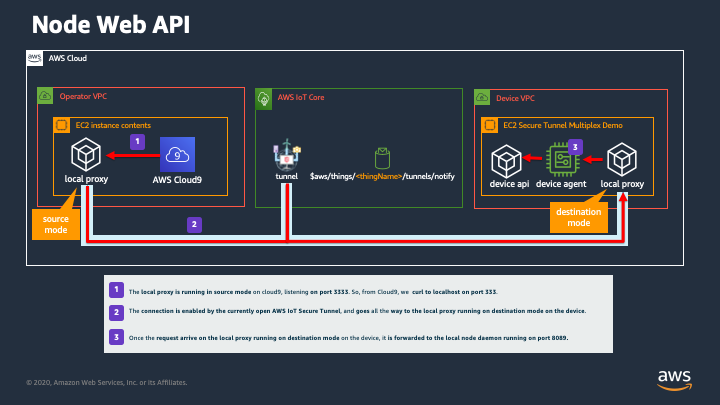 Node Web API
aws
AWS Cloud
Operator VPC
AWS IoT Core
Device VPC
EC2 instance contents
EC2 Secure Tunnel Multiplex Demo
1
3
9
local proxy
AWS Cloud9
tunnel
$aws/things/<thingName>/tunnels/notify
device api
device agent
local proxy
source
mode
destination
mode
2
1
The local proxy is running in source mode on cloud9, listening on port 3333. So, from Cloud9, we curl to localhost on port 333.
2
The connection is enabled by the currently open AWS IoT Secure Tunnel, and goes all the way to the local proxy running on destination mode on the device.
3
Once the request arrive on the local proxy running on destination mode on the device, it is forwarded to the local node daemon running on port 8089.
© 2020, Amazon Web Services, Inc. or its Affiliates.
aws